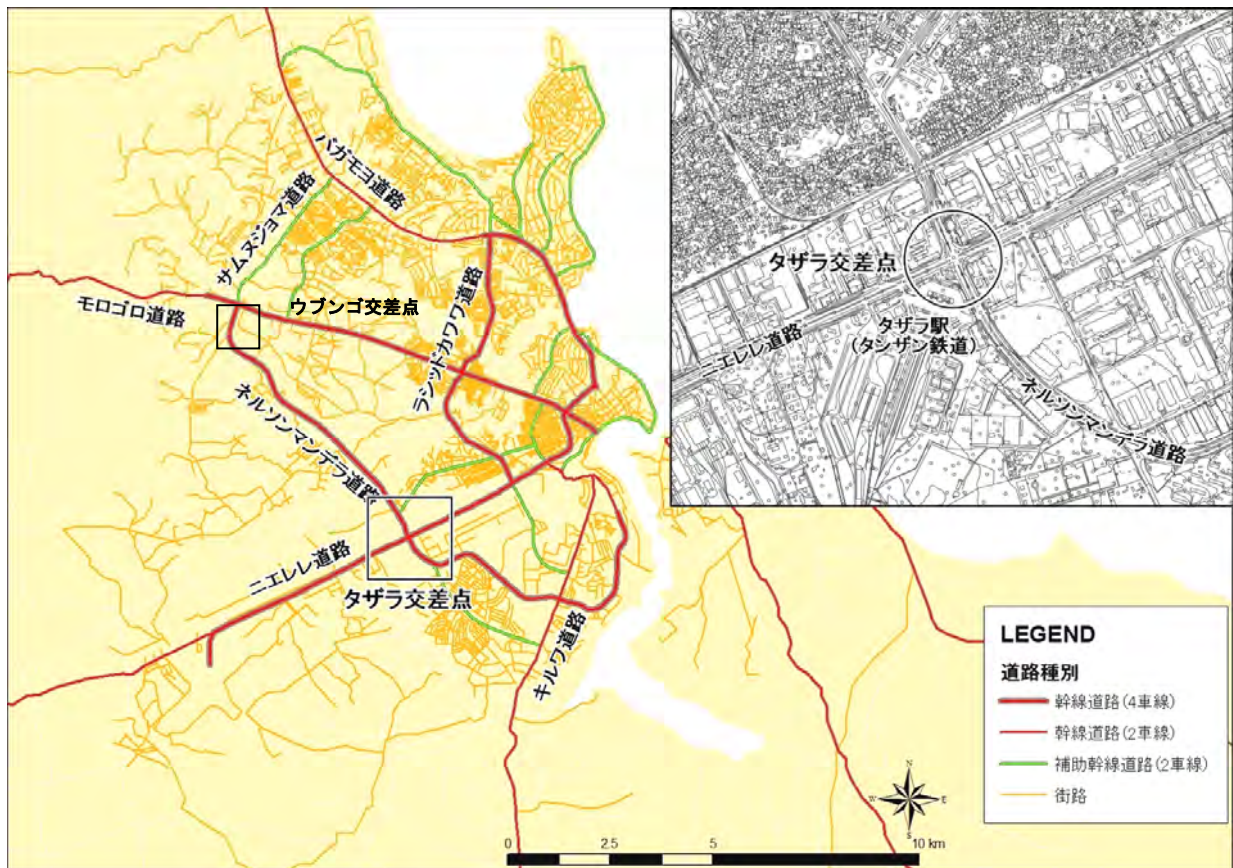 バガモヨ道路
サムヌジョマ道路
ウブンゴ交差点
モロゴロ道路
ラシッドカワワ道路
ネルソンマンデラ道路
ニエレレ道路
タザラ交差点
キルワ道路
タザラ交差点
タザラ駅
(タンザン鉄道)
ニエレレ道路
ネルソンマンデラ道路
LEGEND
道路種別
幹線道路(4車線)
幹線道路(2車線)
補助幹線道路(2車線)
街路
N
W
E
S
0 2.5 5 10 km